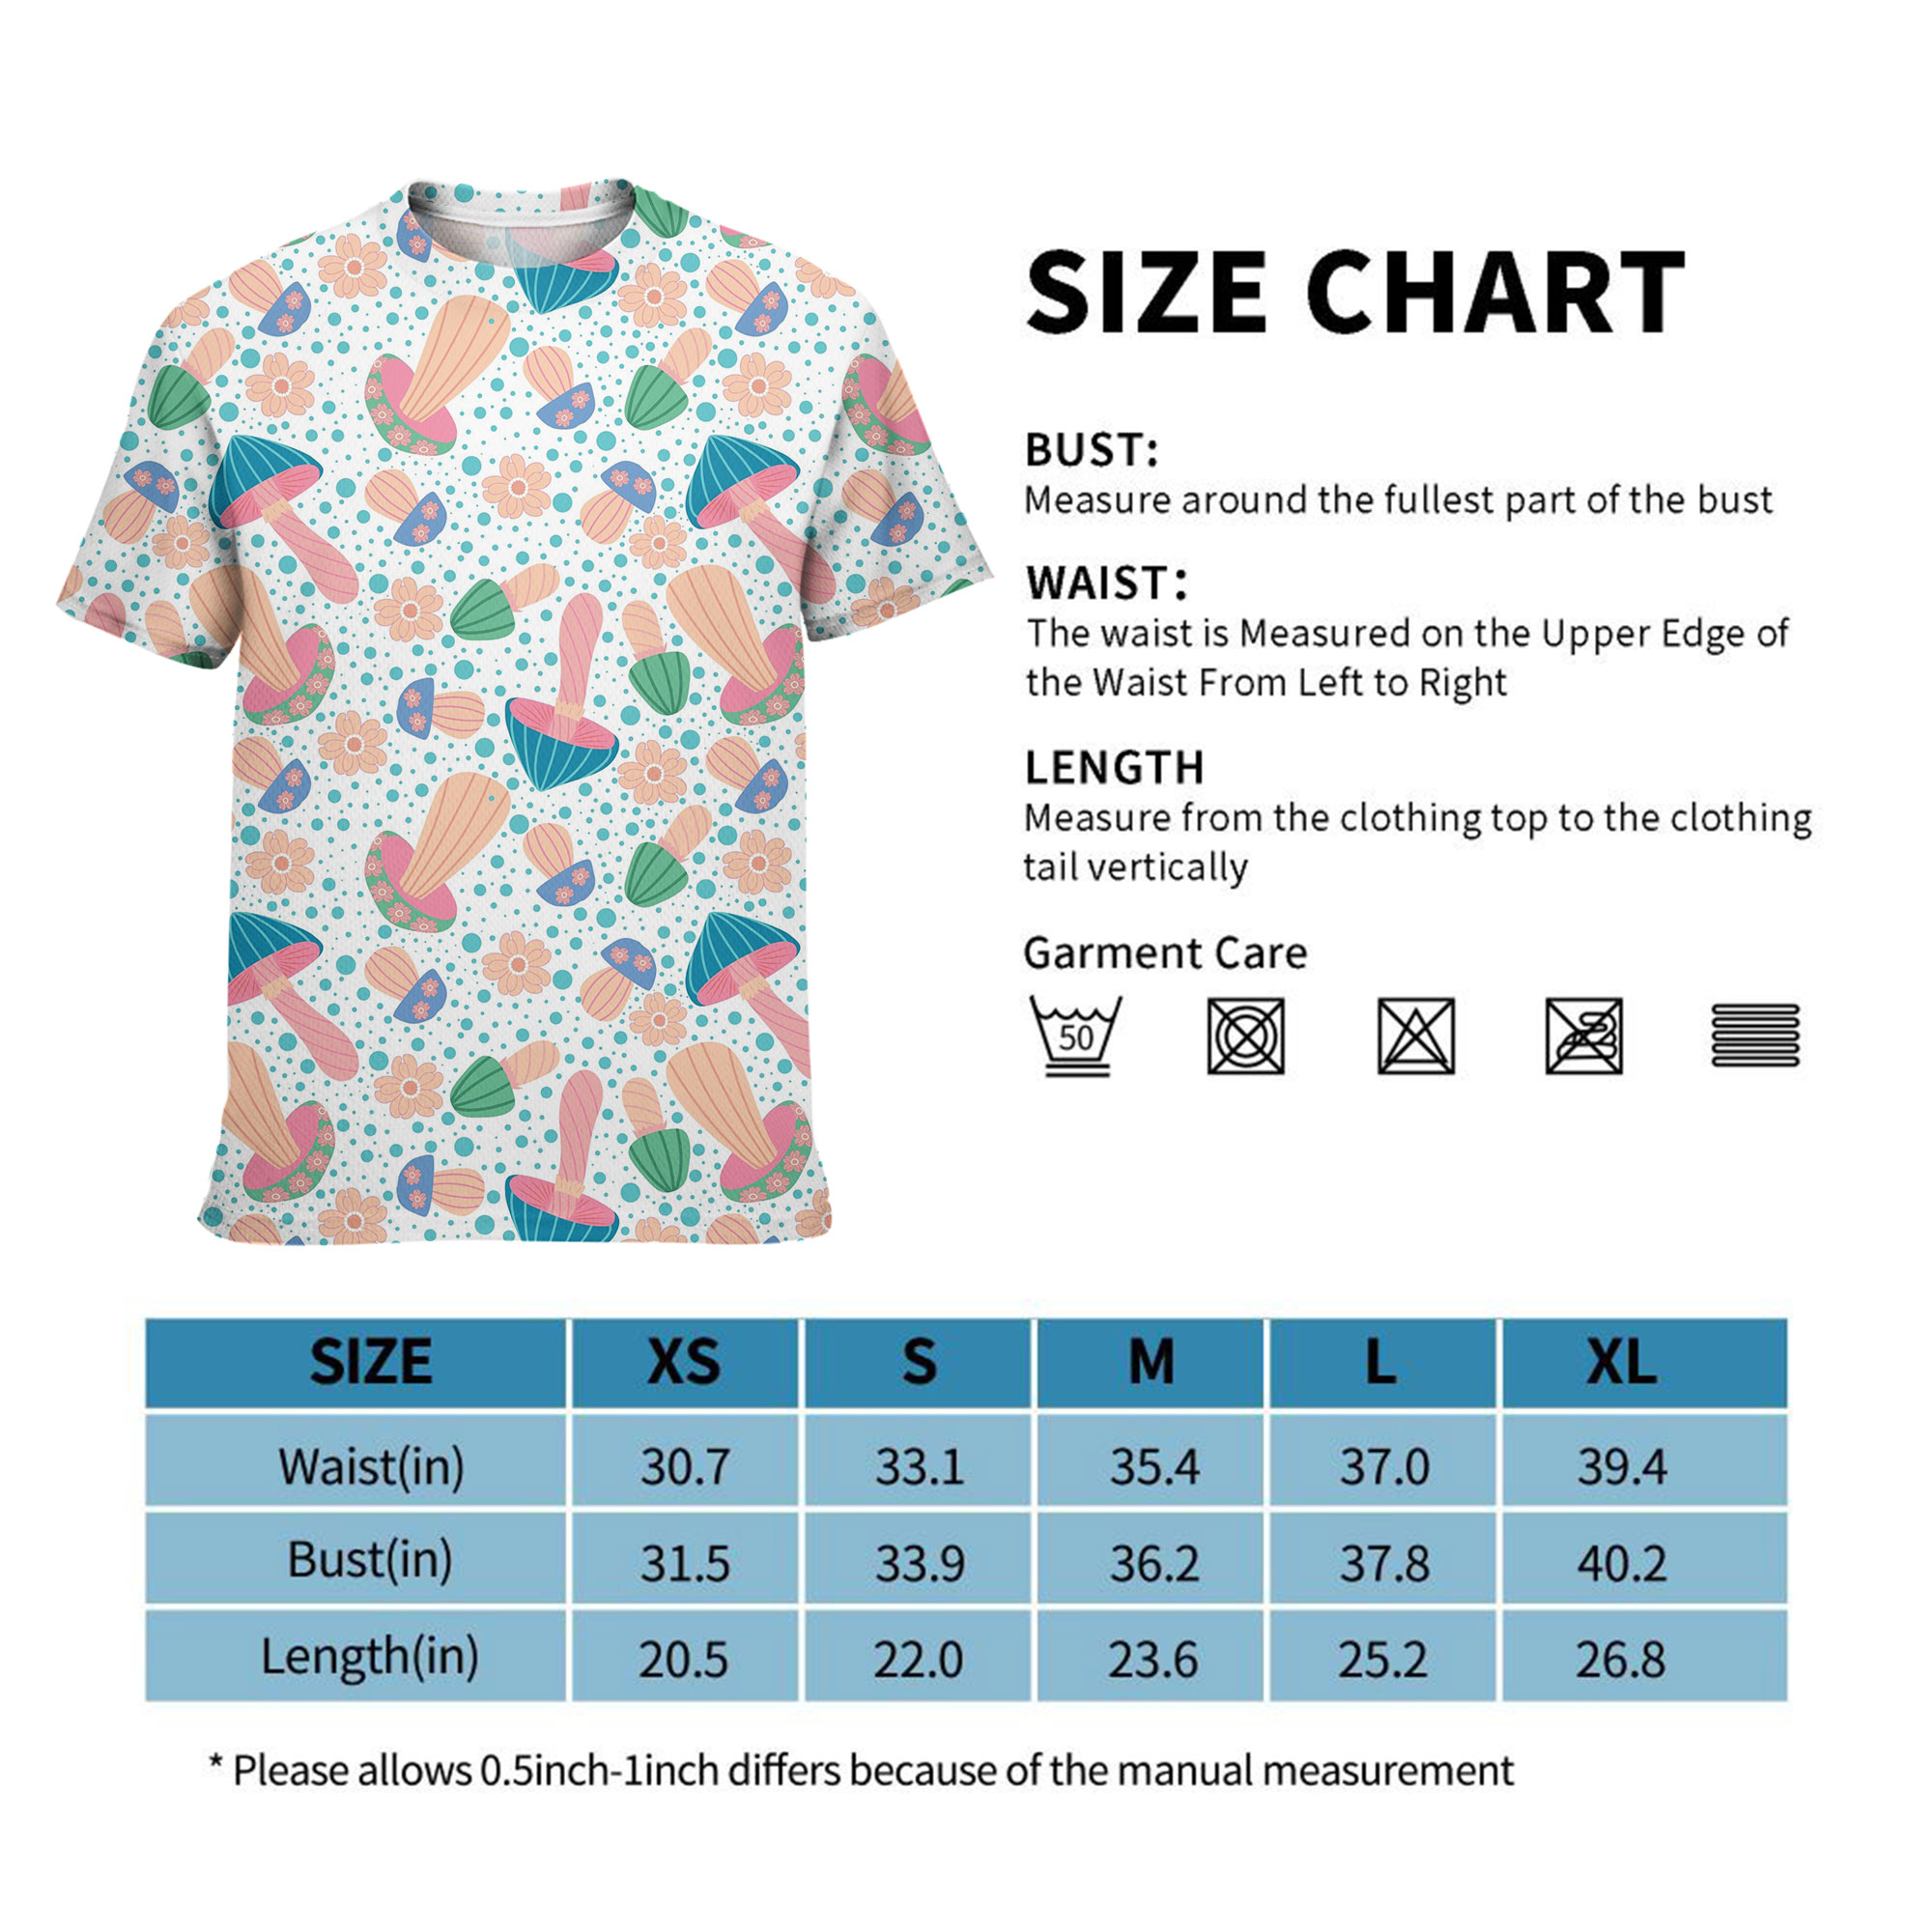 SIZE CHART
BUST:
Measure around the fullest part of the bust
WAIST:
The waist is Measured on the Upper Edge of
the Waist From Left to Right
LENGTH
Measure from the clothing top to the clothing
tail vertically
Garment Care
50
SIZE XS S M L XL
Waist(in) 30.7 33.1 35.4 37.0 39.4
Bust(in) 31.5 33.9 36.2 37.8 40.2
Length(in) 20.5 22.0 23.6 25.2 26.8
* Please allows 0.5inch-1inch differs because of the manual measurement